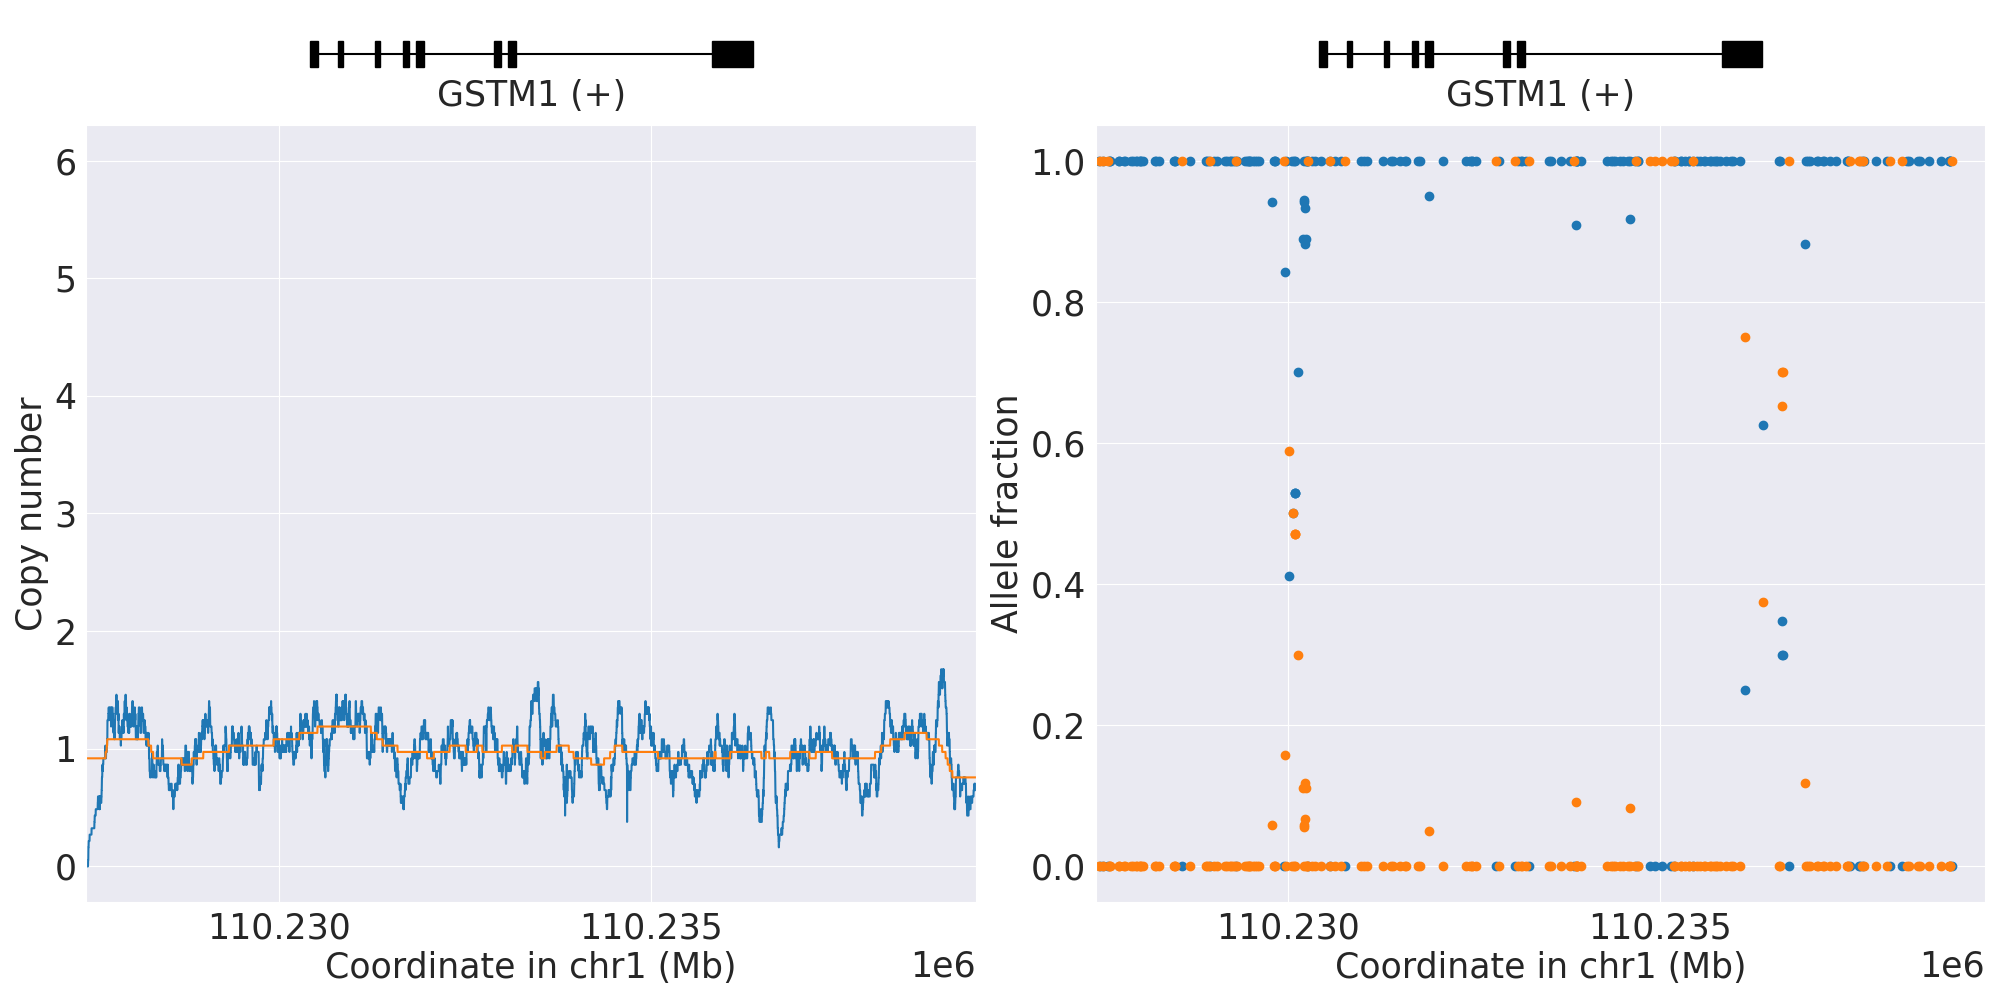 GSTM1 (+)
6
5
4
3
2
1
0
Copy number
110.230 110.235
Coordinate in chr1 (Mb) 1e6
GSTM1 (+)
1.0
0.8
0.6
0.4
0.2
0.0
Allele fraction
110.230 110.235
Coordinate in chr1 (Mb) 1e6